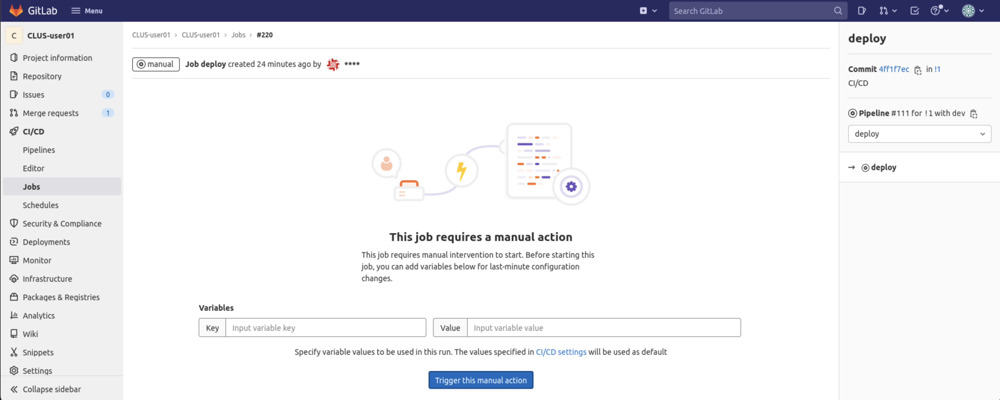 GitLab Menu Search GitLab
C CLUS-user01
Project information
Repository
Issues 0
Merge requests 1
CI/CD
Pipelines
Editor
Jobs
Schedules
Security & Compliance
Deployments
Monitor
Infrastructure
Packages & Registries
Analytics
Wiki
Snippets
Settings
Collapse sidebar
CLUS-user01 > CLUS-user01 > Jobs > #220
manual Job deploy created 24 minutes ago by ****
This job requires a manual action
This job requires manual intervention to start. Before starting this
job, you can add variables below for last-minute configuration
changes.
Variables
Key Input variable key Value Input variable value
Specify variable values to be used in this run. The values specified in CI/CD settings will be used as default
Trigger this manual action
deploy
Commit 4ff1f7ec in !1
CI/CD
Pipeline #111 for !1 with dev
deploy
→ deploy